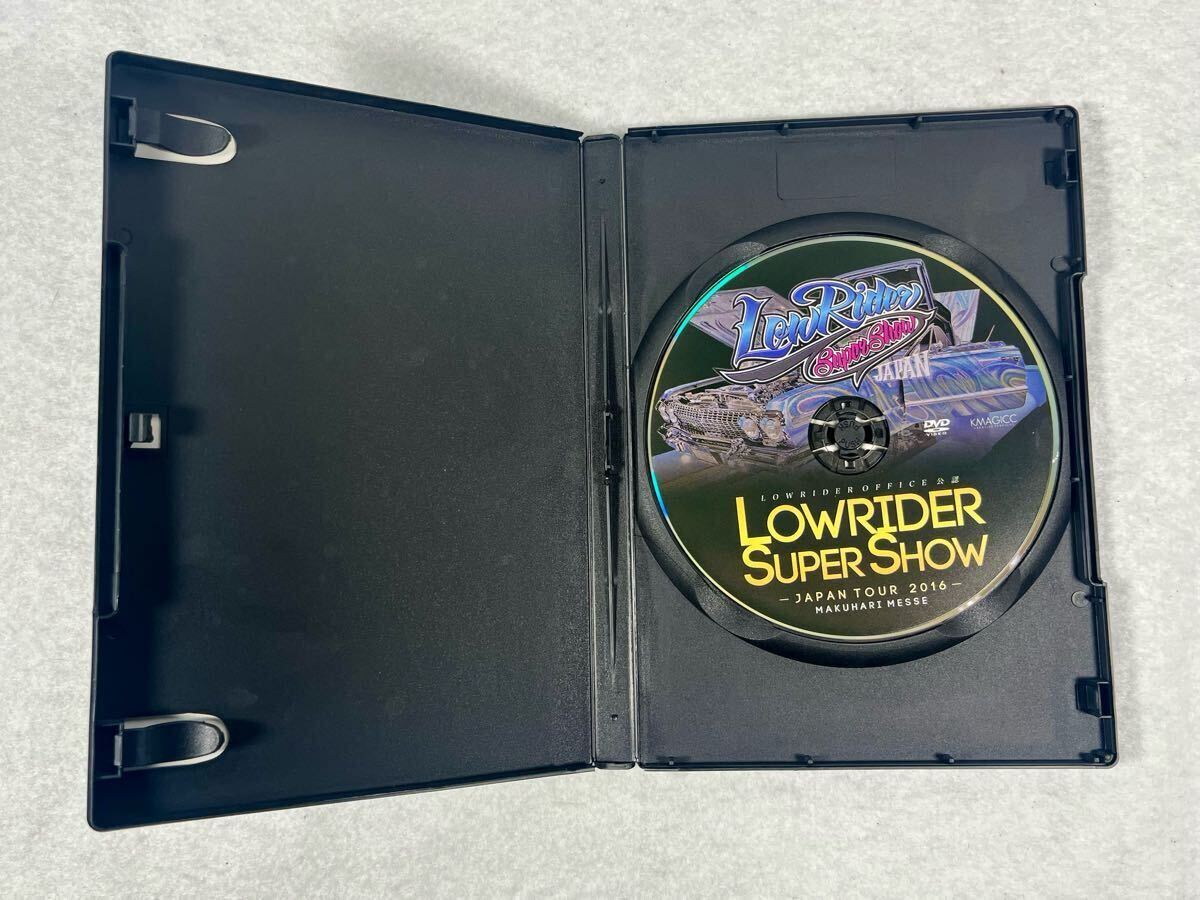 LowRider
Super Show
JAPAN
PUSH
DVD
VIDEO
KMAGICC
LOWRIDER OFFICE 公認
LOWRIDER
SUPER SHOW
— JAPAN TOUR 2016 —
MAKUHARI MESSE